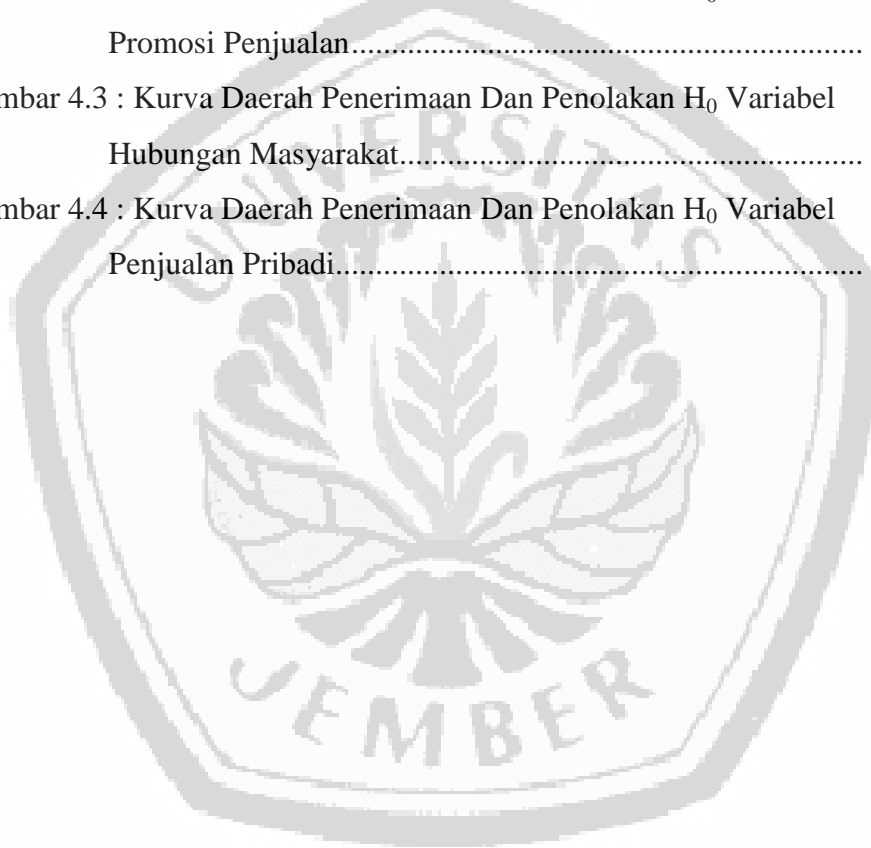 Promosi Penjualan..............................................................
mbar 4.3 : Kurva Daerah Penerimaan Dan Penolakan H₀ Variabel
Hubungan Masyarakat........................................................
mbar 4.4 : Kurva Daerah Penerimaan Dan Penolakan H₀ Variabel
Penjualan Pribadi................................................................
UNIVERSITAS
JEMBER